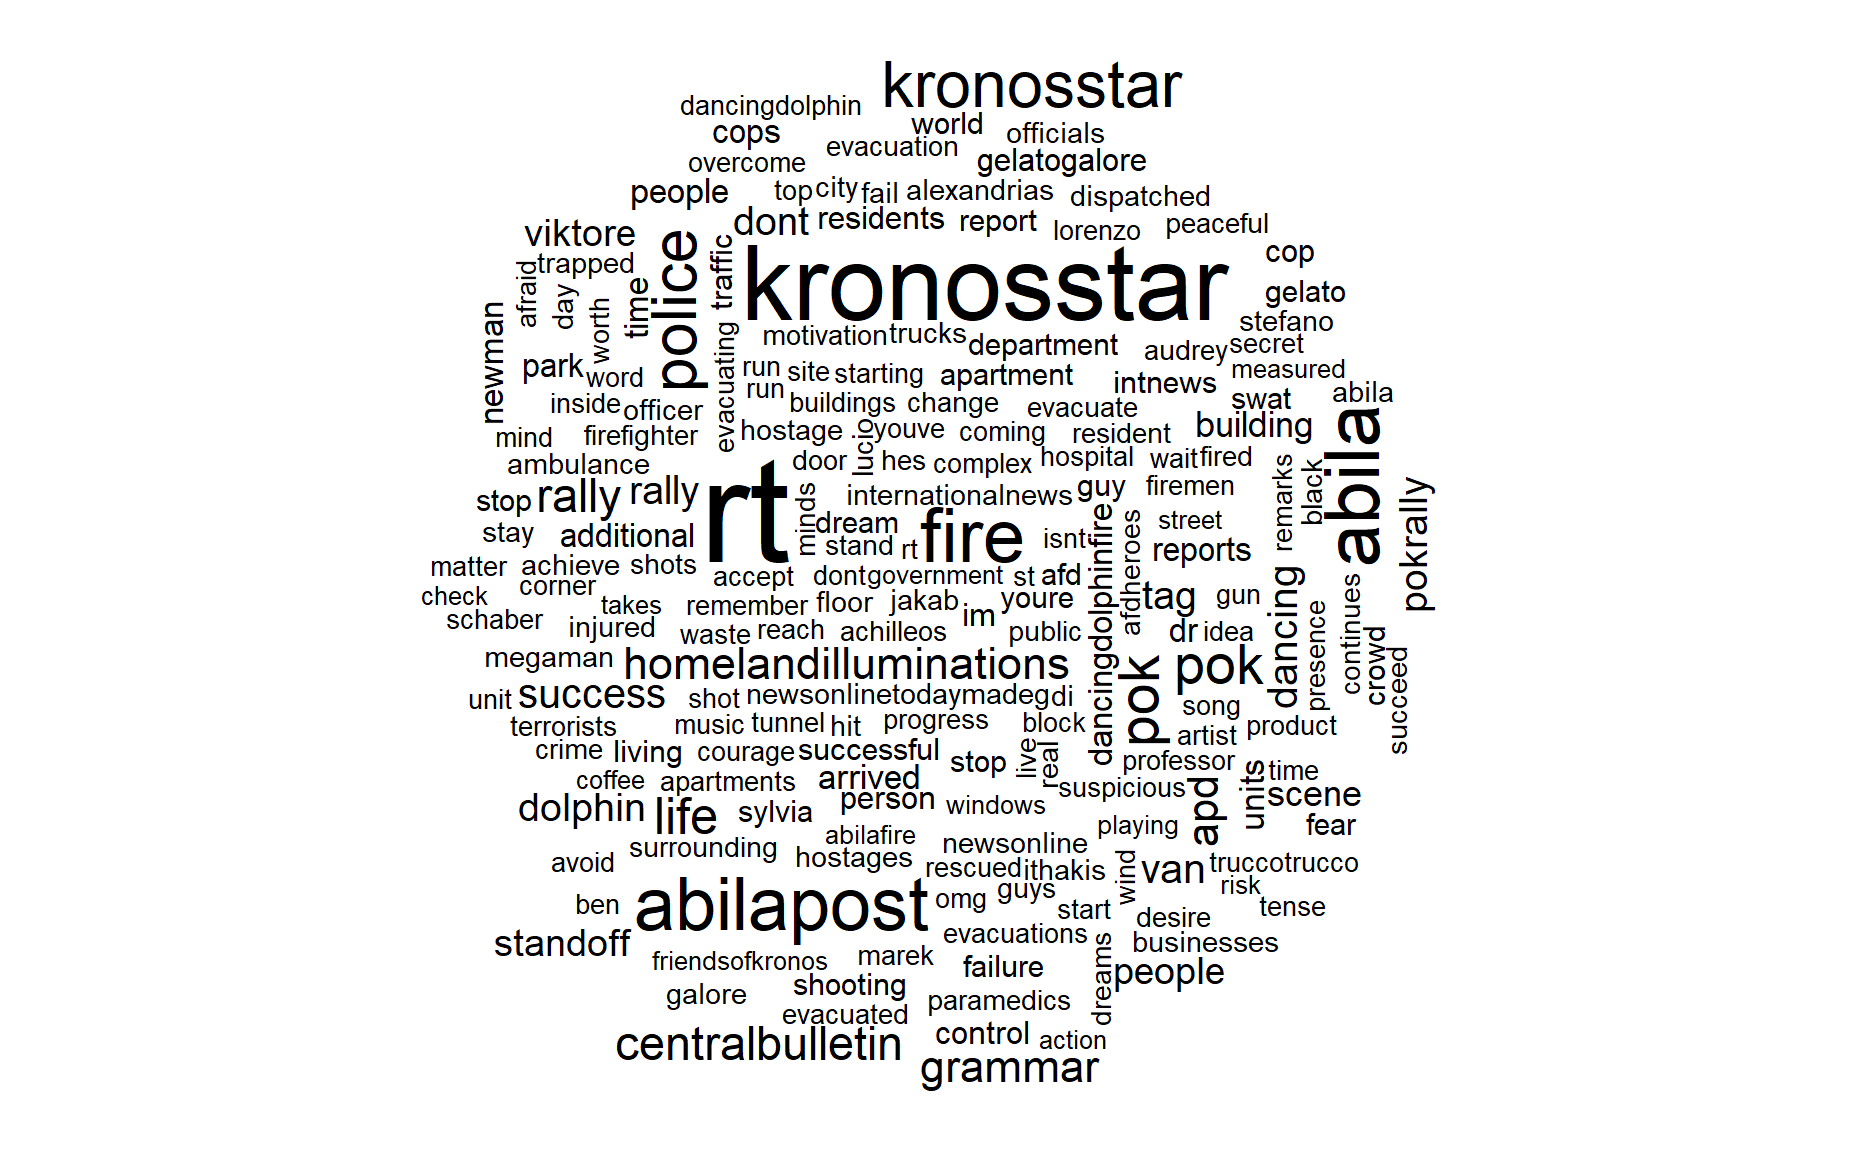 kronosstar
dancingdolphin
world
cops
officials
evacuation
overcome
gelatogalore
people
top
city
fail
alexandrias
dispatched
dont
residents
report
lorenzo
peaceful
viktore
police
traffic
kronosstar
cop
afraid
trapped
day
worth
time
gelato
newman
stefano
motivation
trucks
department
audrey
secret
evacuating
park
word
run
site
starting
apartment
intnews
measured
run
inside
officer
buildings
change
evacuate
swat
abila
mind
firefighter
hostage
lucio
youve
coming
resident
building
abila
ambulance
door
hes
complex
hospital
wait
fired
remarks
black
stop
rally
rally
rt
minds
internationalnews
guy
firemen
pokrally
stay
additional
dream
fire
isnt
dancingdolphinfire
afdheroes
street
stand
rt
reports
matter
achieve
shots
accept
dont
government
st
afd
dancing
continues
check
corner
takes
remember
floor
jakab
im
youre
tag
gun
presence
schaber
injured
waste
reach
achilleos
public
dr
idea
crowd
megaman
homelandilluminations
pok
pok
succeed
unit
success
shot
newsonlinetoday
madeg
di
song
terrorists
music
tunnel
hit
progress
block
artist
product
crime
living
courage
successful
stop
live
real
professor
coffee
apartments
arrived
suspicious
apd
units
time
dolphin
life
sylvia
person
windows
scene
abilafire
playing
fear
avoid
surrounding
hostages
newsonline
rescued
ithakis
wind
van
truccotrucco
ben
abilapost
omg
guys
risk
start
desire
tense
standoff
evacuations
businesses
friendsofkronos
marek
failure
dreams
people
galore
shooting
paramedics
evacuated
centralbulletin
control
action
grammar